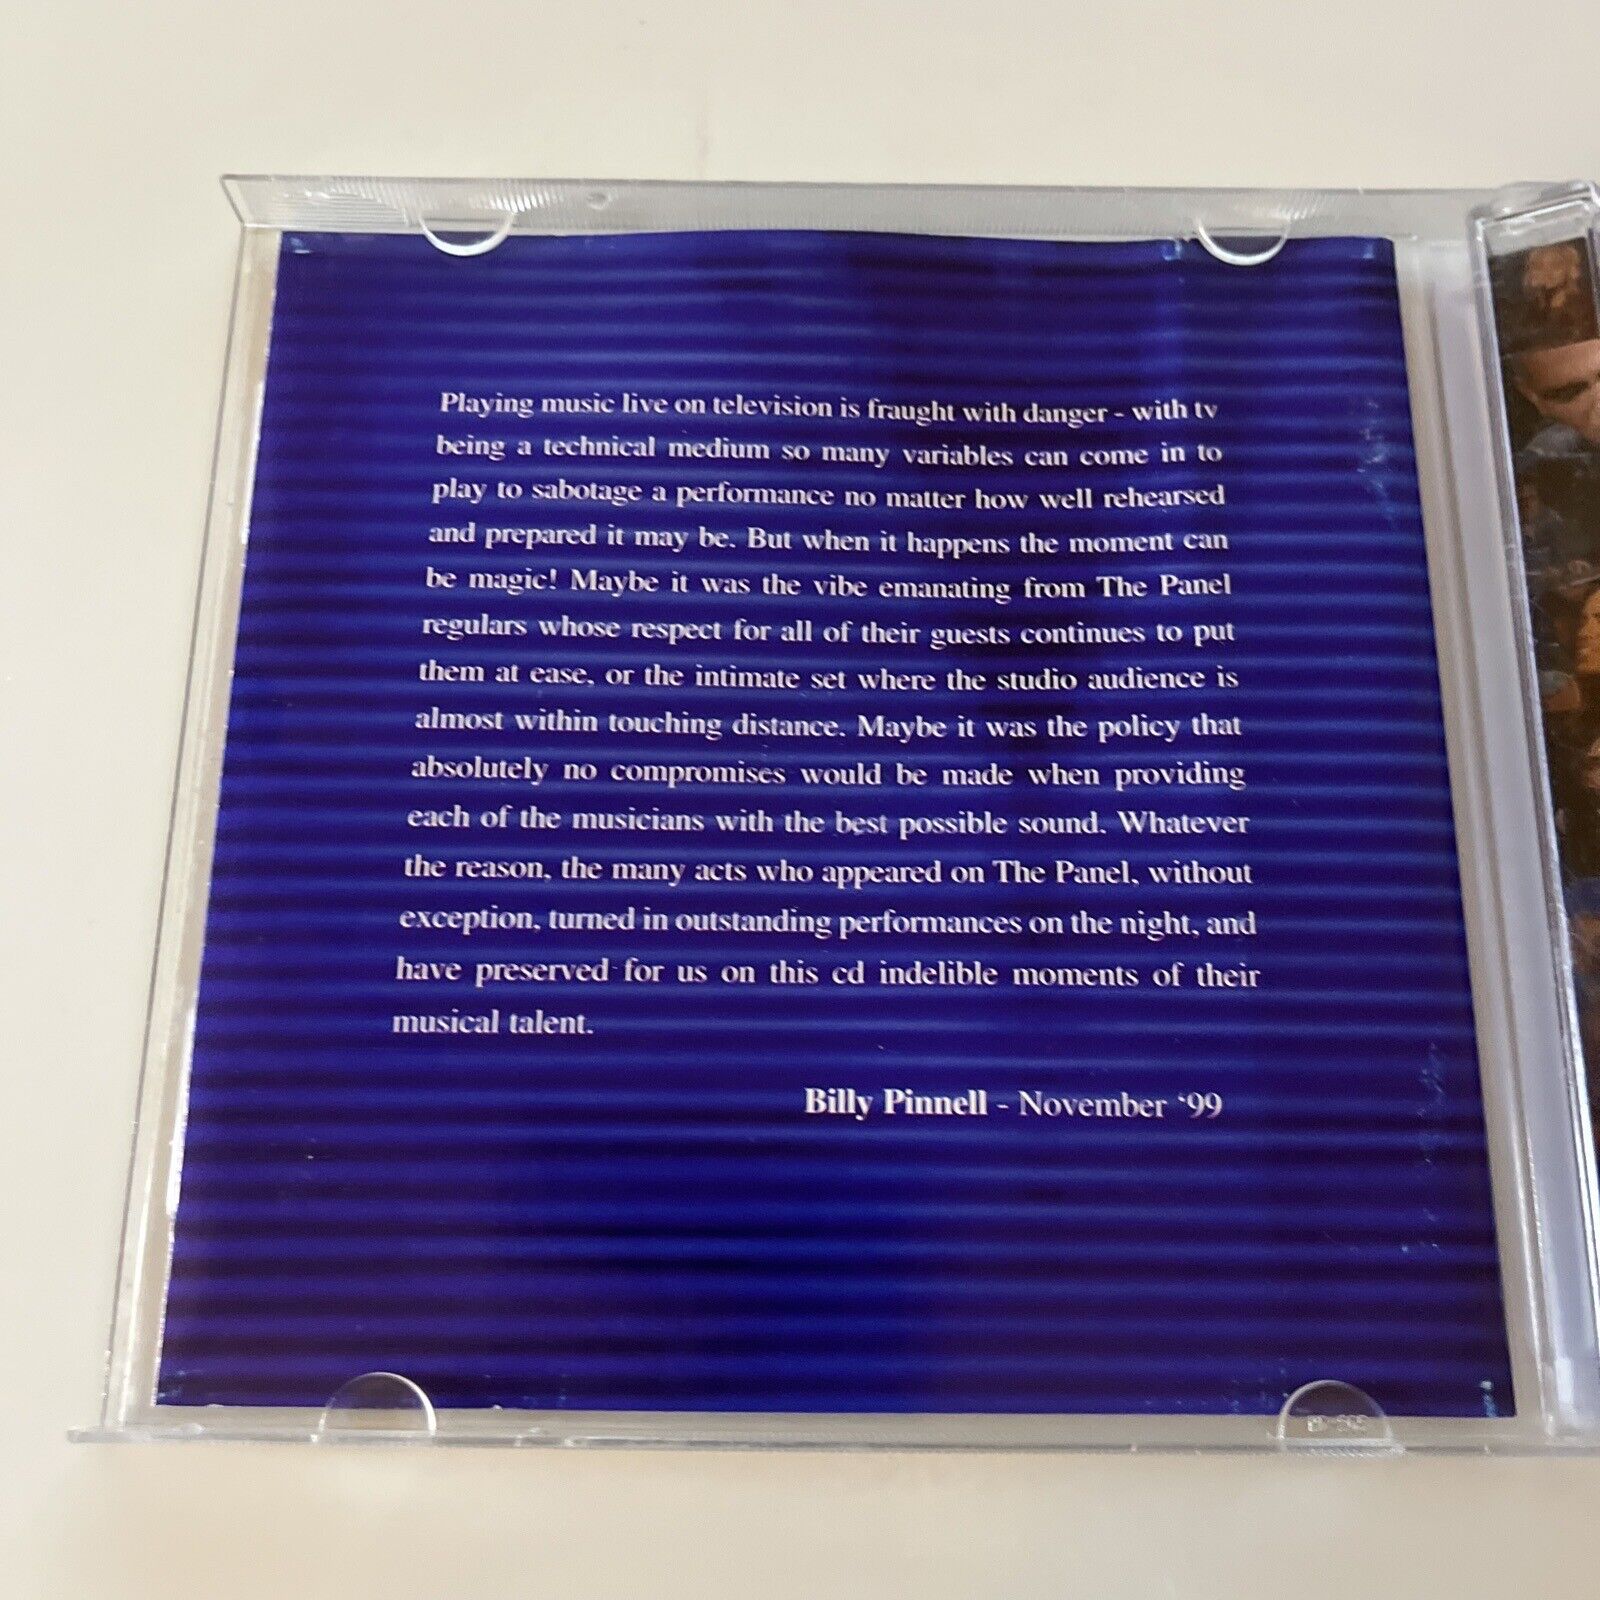 Playing music live on television is fraught with danger - with tv
being a technical medium so many variables can come in to
play to sabotage a performance no matter how well rehearsed
and prepared it may be. But when it happens the moment can
be magic! Maybe it was the vibe emanating from The Panel
regulars whose respect for all of their guests continues to put
them at ease, or the intimate set where the studio audience is
almost within touching distance. Maybe it was the policy that
absolutely no compromises would be made when providing
each of the musicians with the best possible sound. Whatever
the reason, the many acts who appeared on The Panel, without
exception, turned in outstanding performances on the night, and
have preserved for us on this cd indelible moments of their
musical talent.
Billy Pinnell - November ‘99